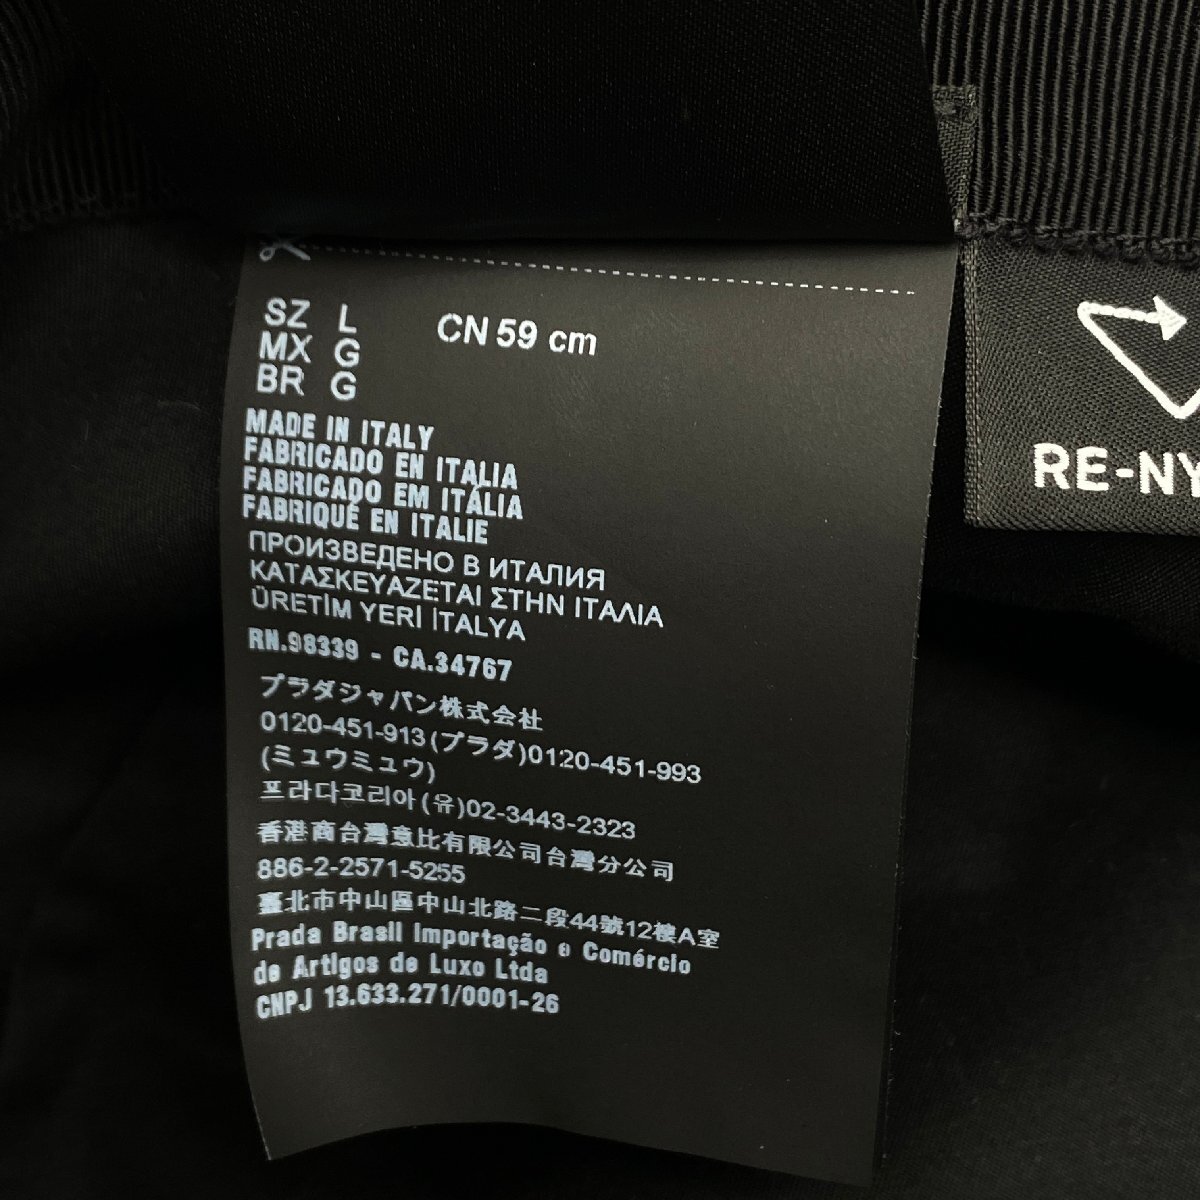 SZ L
MX G
BR G
CN 59 cm
MADE IN ITALY
FABRICADO EN ITALIA
FABRICADO EM ITÁLIA
FABRIQUÉ EN ITALIE
ПРОИЗВЕДЕНО В ИТАЛИЯ
ΚΑΤΑΣΚΕΥΑΖΕΤΑΙ ΣΤΗΝ ΙΤΑΛΙΑ
ÜRETİM YERİ İTALYA
RN.98339 - CA.34767
プラダジャパン株式会社
0120-451-913(プラダ)0120-451-993
(ミュウミュウ)
프라다코리아(유)02-3443-2323
香港商台灣意比有限公司台灣分公司
886-2-2571-5255
臺北市中山區中山北路二段44號12樓A室
Prada Brasil Importação e Comércio
de Artigos de Luxo Ltda
CNPJ 13.633.271/0001-26
RE-NY